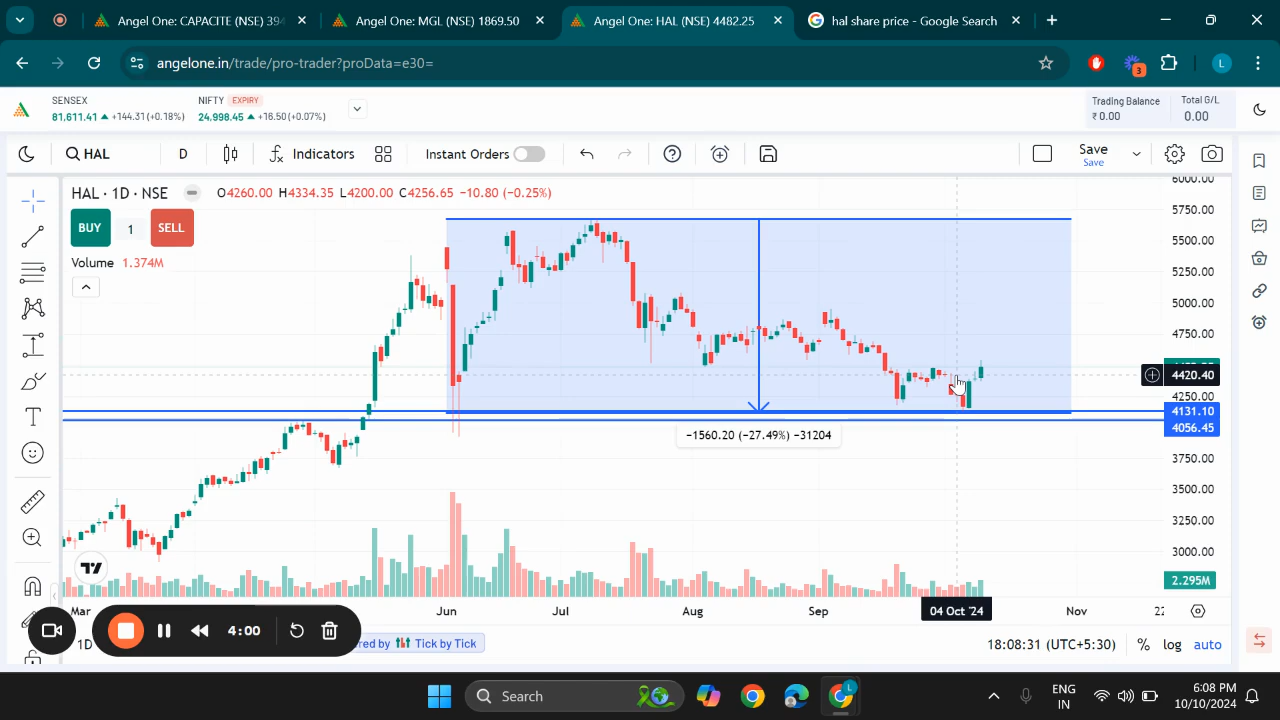 Angel One: CAPACITE (NSE) 394
Angel One: MGL (NSE) 1869.50
Angel One: HAL (NSE) 4482.25
hal share price - Google Search
angelone.in/trade/pro-trader?proData=e30=
3
L
SENSEX
81,611.41 +144.31 (+0.18%)
NIFTY EXPIRY
24,998.45 +16.50 (+0.07%)
Trading Balance
₹ 0.00
Total G/L
0.00
HAL
D
Indicators
Instant Orders
Save
Save
HAL · 1D · NSE
O4260.00 H4334.35 L4200.00 C4256.65 −10.80 (−0.25%)
BUY
1
SELL
Volume 1.374M
6000.00
5750.00
5500.00
5250.00
5000.00
4750.00
4420.40
4250.00
4131.10
4056.45
3750.00
3500.00
3250.00
3000.00
2.295M
−1560.20 (−27.49%) −31204
Mar
Jun
Jul
Aug
Sep
04 Oct '24
Nov
22
4:00
1D
Tick by Tick
18:08:31 (UTC+5:30)
%
log
auto
Search
L
ENG
IN
6:08 PM
10/10/2024